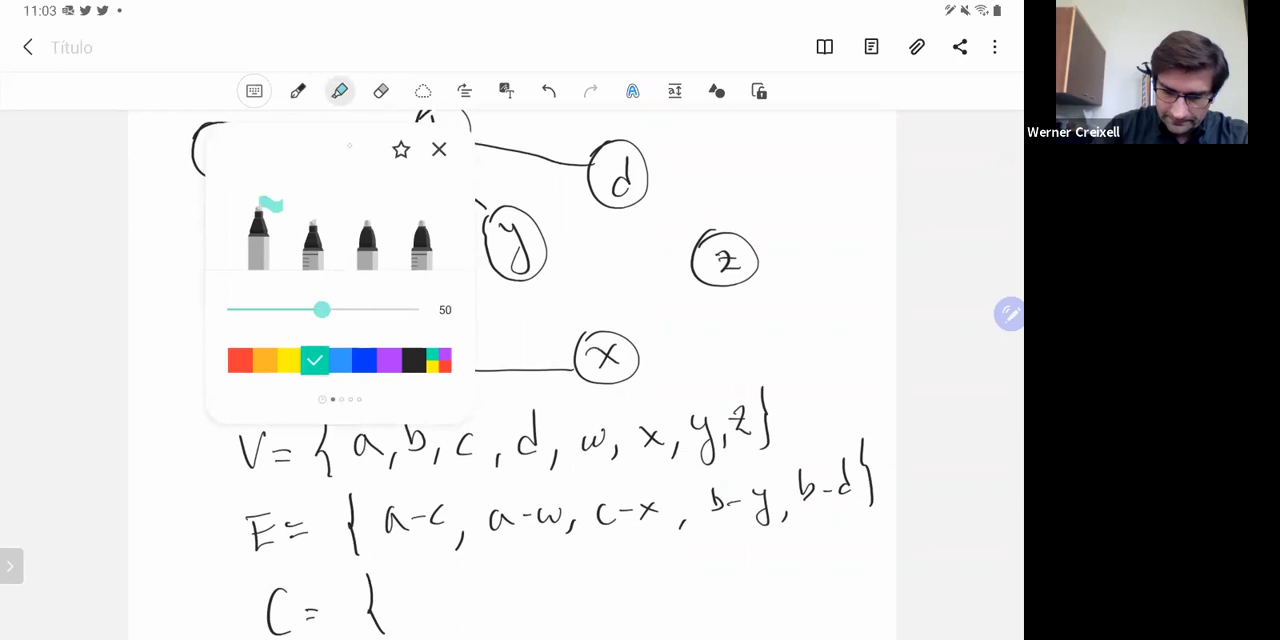 11:03
Título
Werner Creixell
d
y
z
50
x
V = { a, b, c, d, w, x, y, z }
E = { a-c, a-w, c-x, b-y, b-d }
C = {